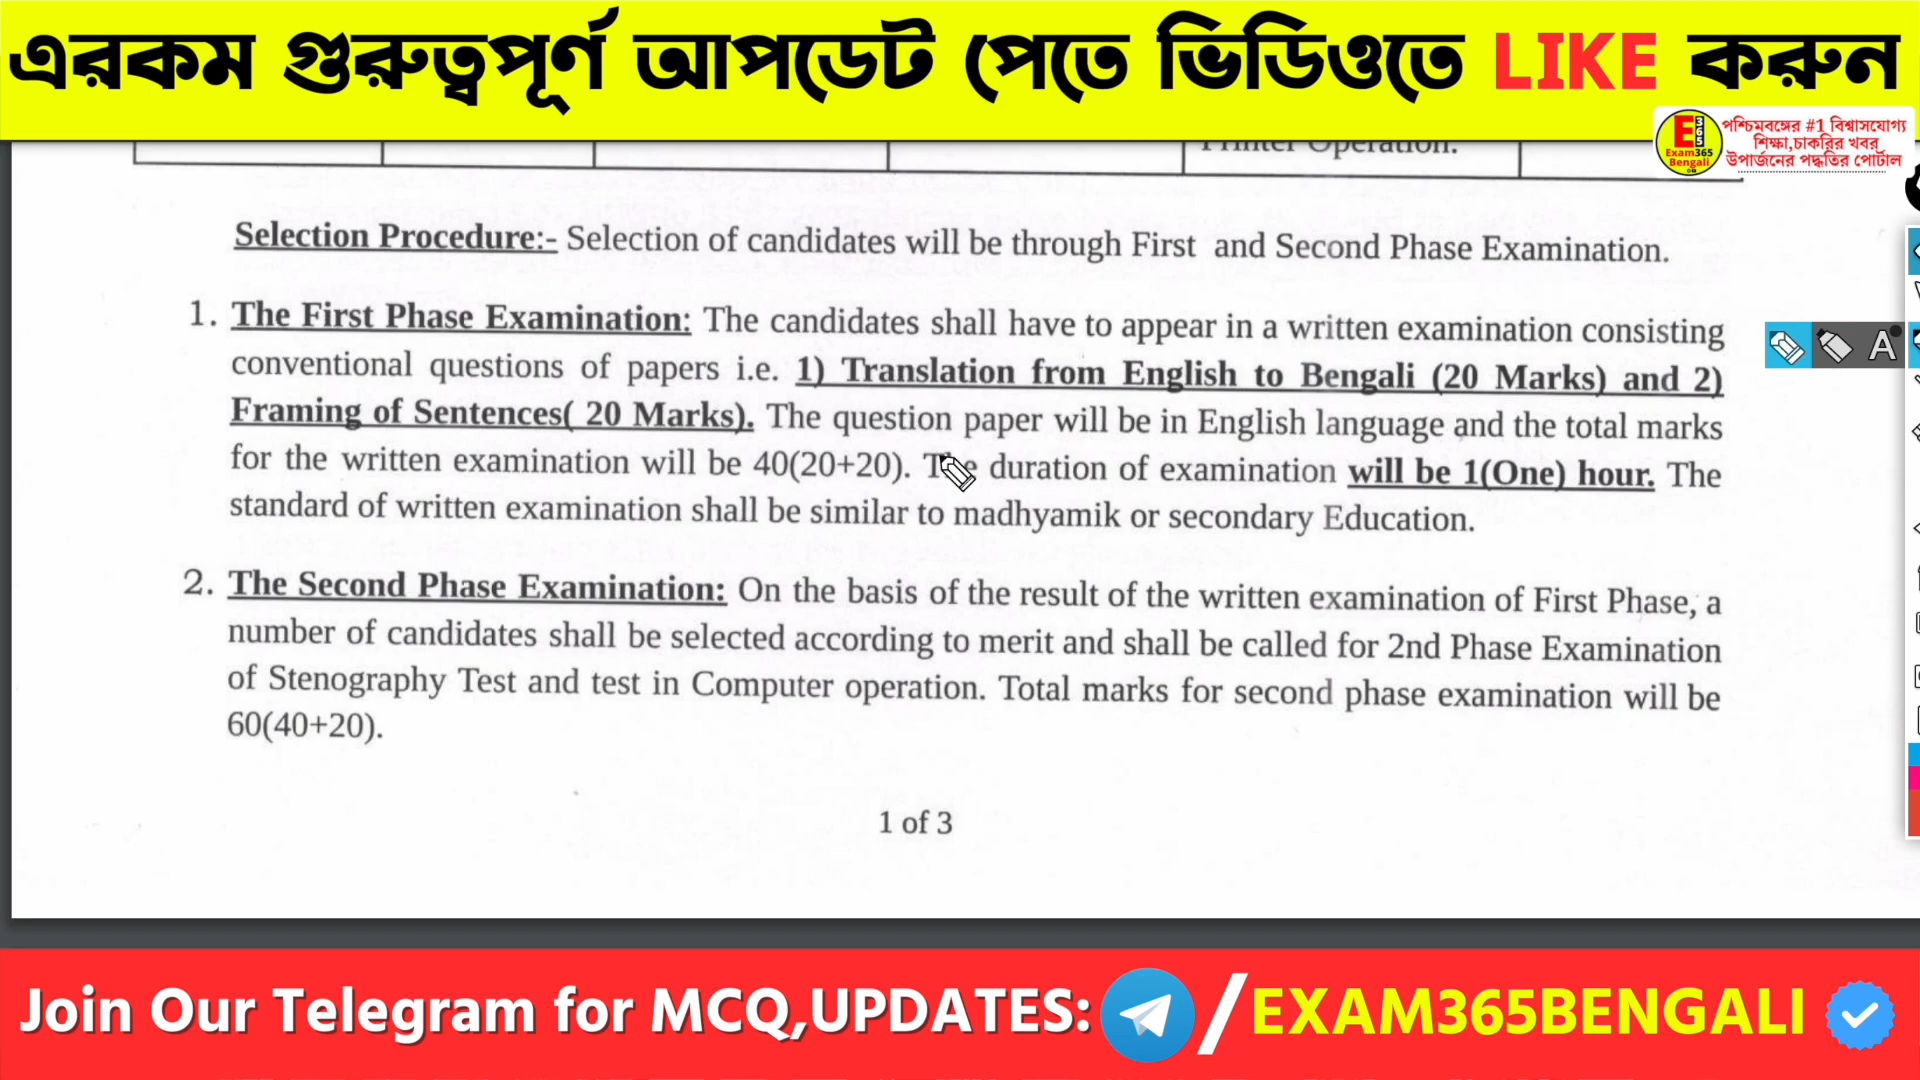 এরকম গুরুত্বপূর্ণ আপডেট পেতে ভিডিওতে LIKE করুন
E365
Exam365
Bengali
পশ্চিমবঙ্গের #1 বিশ্বাসযোগ্য
শিক্ষা,চাকরির খবর
উপার্জনের পদ্ধতির পোর্টাল
Printer Operation.
Selection Procedure:- Selection of candidates will be through First and Second Phase Examination.
1. The First Phase Examination: The candidates shall have to appear in a written examination consisting
conventional questions of papers i.e. 1) Translation from English to Bengali (20 Marks) and 2)
Framing of Sentences( 20 Marks). The question paper will be in English language and the total marks
for the written examination will be 40(20+20). The duration of examination will be 1(One) hour. The
standard of written examination shall be similar to madhyamik or secondary Education.
A
2. The Second Phase Examination: On the basis of the result of the written examination of First Phase, a
number of candidates shall be selected according to merit and shall be called for 2nd Phase Examination
of Stenography Test and test in Computer operation. Total marks for second phase examination will be
60(40+20).
1 of 3
Join Our Telegram for MCQ,UPDATES: /EXAM365BENGALI